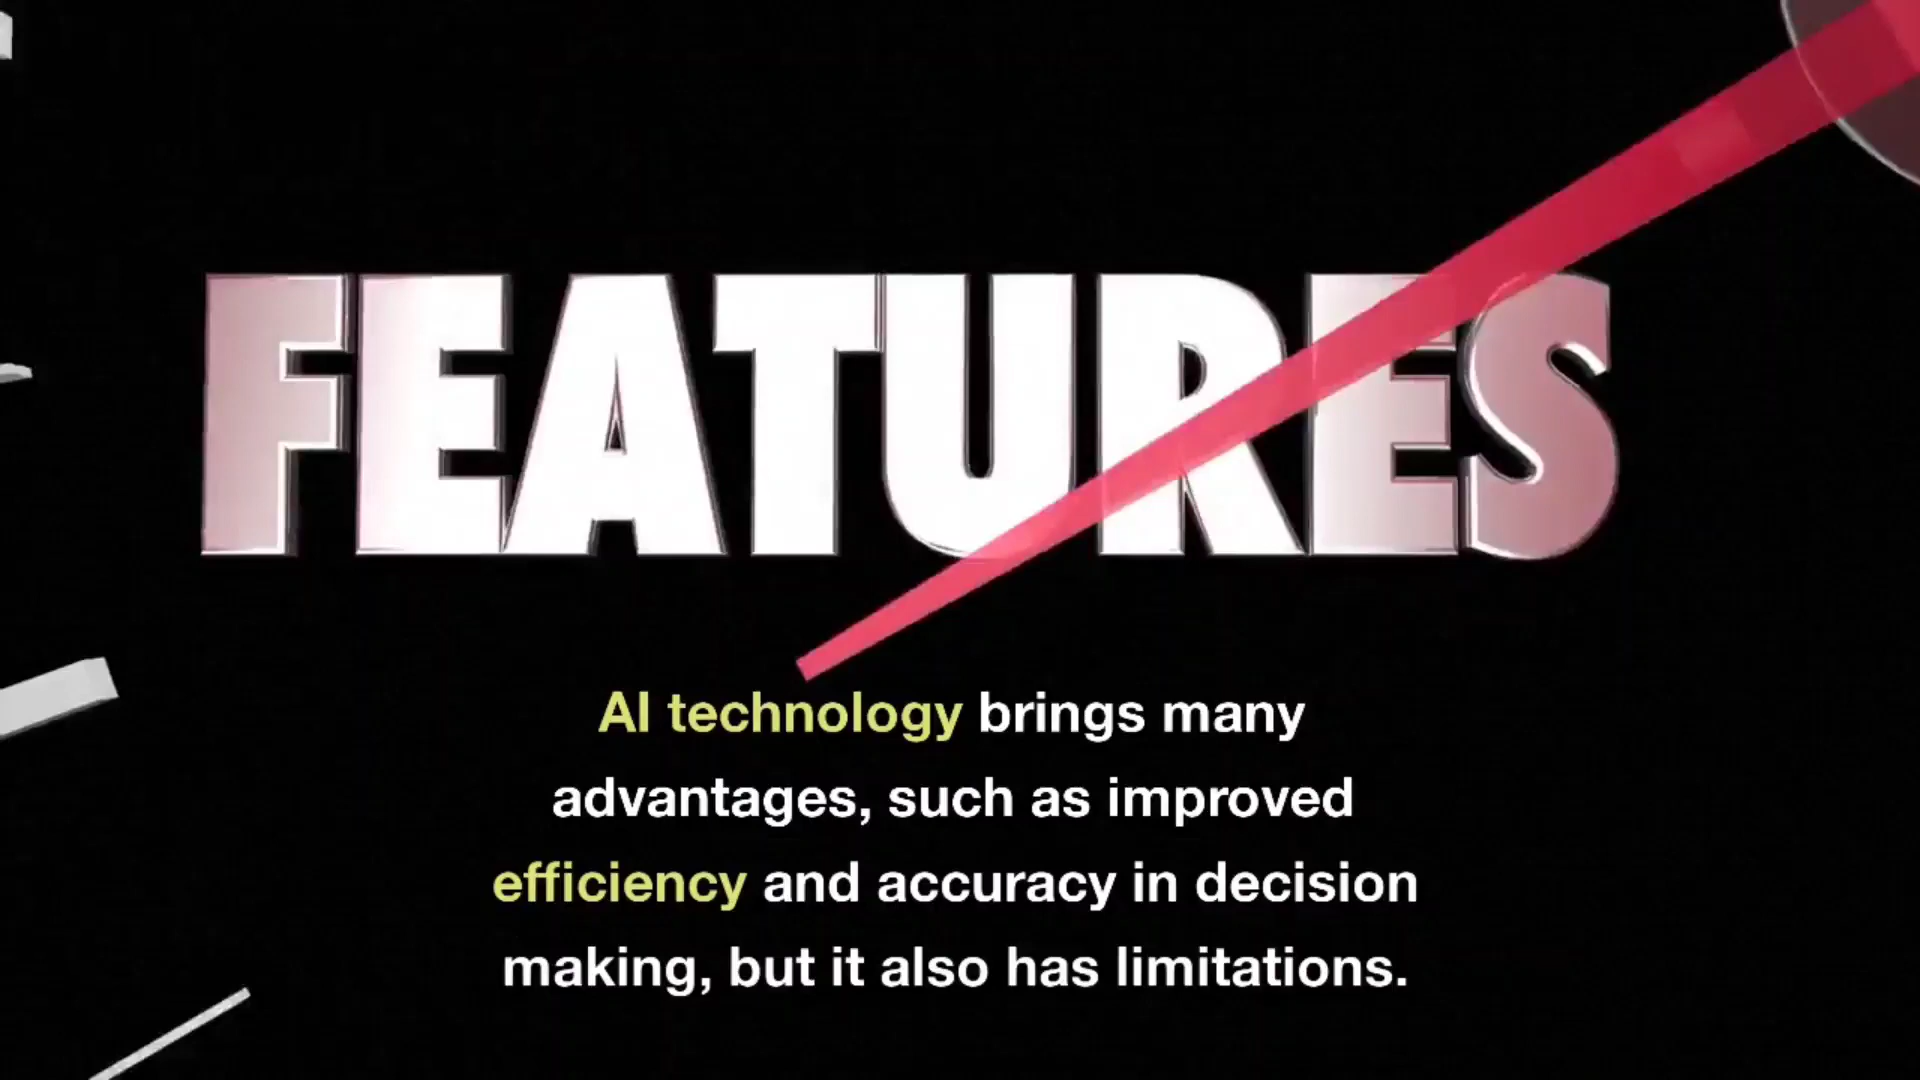 FEATURES
AI technology brings many
advantages, such as improved
efficiency and accuracy in decision
making, but it also has limitations.